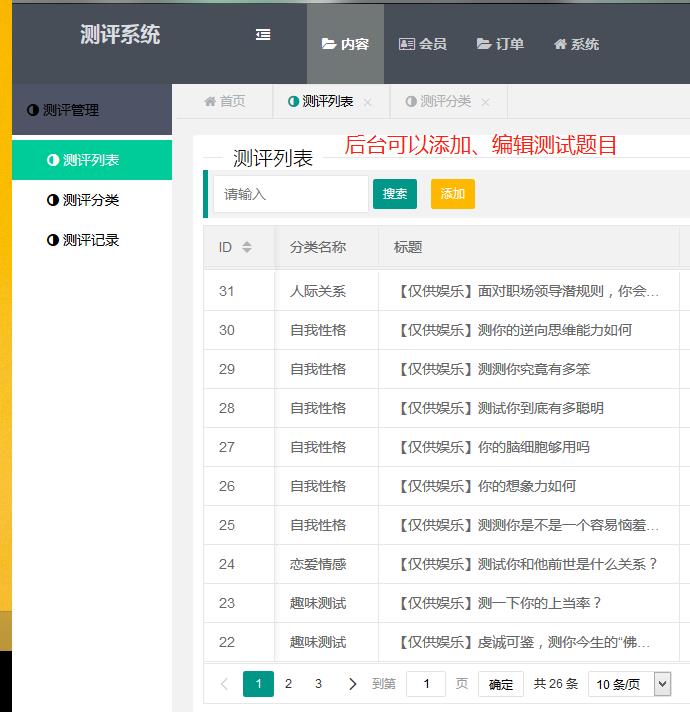 测评系统
内容 会员 订单 系统
测评管理
首页 测评列表 × 测评分类 ×
后台可以添加、编辑测试题目
测评列表
测评列表
请输入 搜索 添加
测评分类
测评记录
ID 分类名称 标题
31 人际关系 【仅供娱乐】面对职场领导潜规则，你会…
30 自我性格 【仅供娱乐】测你的逆向思维能力如何
29 自我性格 【仅供娱乐】测测你究竟有多笨
28 自我性格 【仅供娱乐】测试你到底有多聪明
27 自我性格 【仅供娱乐】你的脑细胞够用吗
26 自我性格 【仅供娱乐】你的想象力如何
25 自我性格 【仅供娱乐】测测你是不是一个容易恼羞…
24 恋爱情感 【仅供娱乐】测试你和他前世是什么关系？
23 趣味测试 【仅供娱乐】测一下你的上当率？
22 趣味测试 【仅供娱乐】虔诚可鉴，测你今生的“佛…
1 2 3 到第 1 页 确定 共 26 条 10 条/页